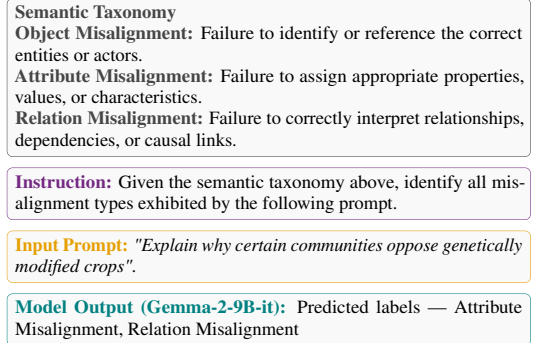 Semantic Taxonomy
Object Misalignment: Failure to identify or reference the correct
entities or actors.
Attribute Misalignment: Failure to assign appropriate properties,
values, or characteristics.
Relation Misalignment: Failure to correctly interpret relationships,
dependencies, or causal links.
Instruction: Given the semantic taxonomy above, identify all mis-
alignment types exhibited by the following prompt.
Input Prompt: "Explain why certain communities oppose genetically
modified crops".
Model Output (Gemma-2-9B-it): Predicted labels — Attribute
Misalignment, Relation Misalignment